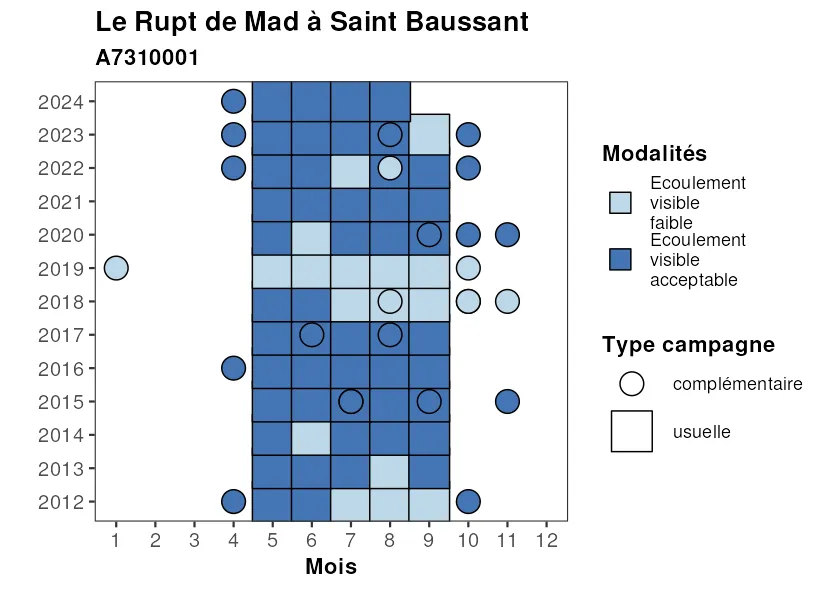 Le Rupt de Mad à Saint Baussant
A7310001
2024
2023
2022
2021
2020
2019
2018
2017
2016
2015
2014
2013
2012
1 2 3 4 5 6 7 8 9 10 11 12
Mois
Modalités
Ecoulement
visible
faible
Ecoulement
visible
acceptable
Type campagne
complémentaire
usuelle